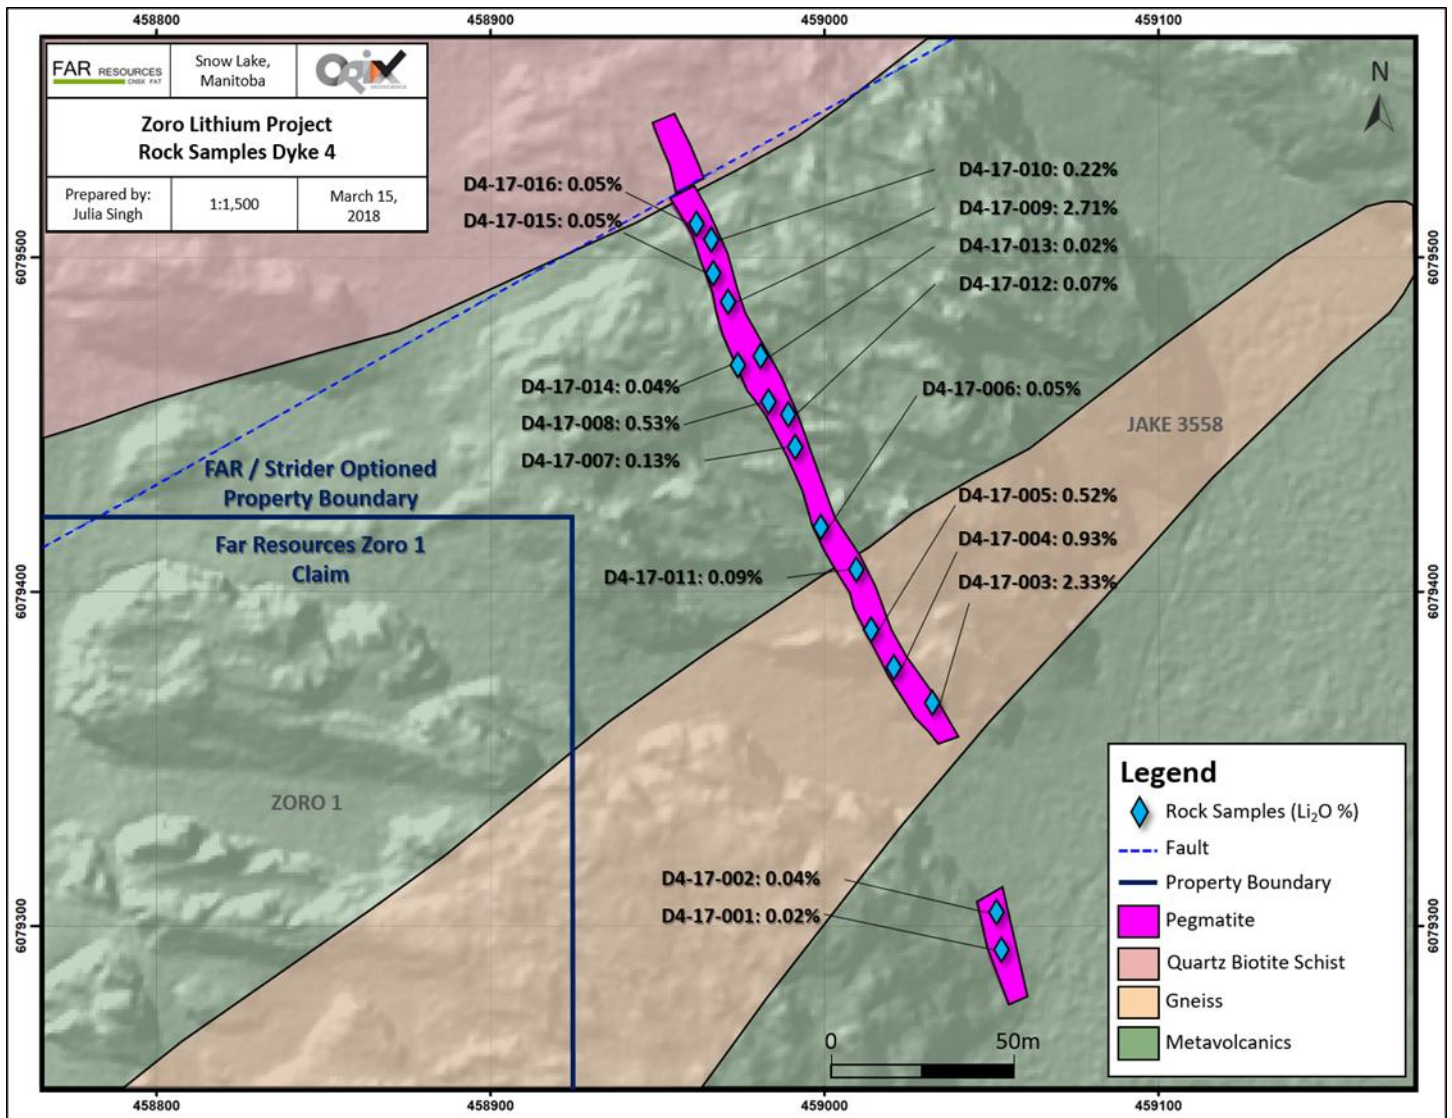 458800
458900
459000
459100
FAR RESOURCES
CNSX FAT
Snow Lake,
Manitoba
ORIX
GEOSCIENCE
Zoro Lithium Project
Rock Samples Dyke 4
Prepared by:
Julia Singh
1:1,500
March 15,
2018
N
D4-17-016: 0.05%
D4-17-015: 0.05%
D4-17-010: 0.22%
D4-17-009: 2.71%
D4-17-013: 0.02%
D4-17-012: 0.07%
6079500
6079500
D4-17-014: 0.04%
D4-17-008: 0.53%
D4-17-007: 0.13%
D4-17-006: 0.05%
JAKE 3558
FAR / Strider Optioned
Property Boundary
Far Resources Zoro 1
Claim
D4-17-005: 0.52%
D4-17-004: 0.93%
D4-17-003: 2.33%
D4-17-011: 0.09%
6079400
6079400
ZORO 1
D4-17-002: 0.04%
D4-17-001: 0.02%
6079300
6079300
Legend
Rock Samples (Li₂O %)
Fault
Property Boundary
Pegmatite
Quartz Biotite Schist
Gneiss
Metavolcanics
0 50m
458800
458900
459000
459100